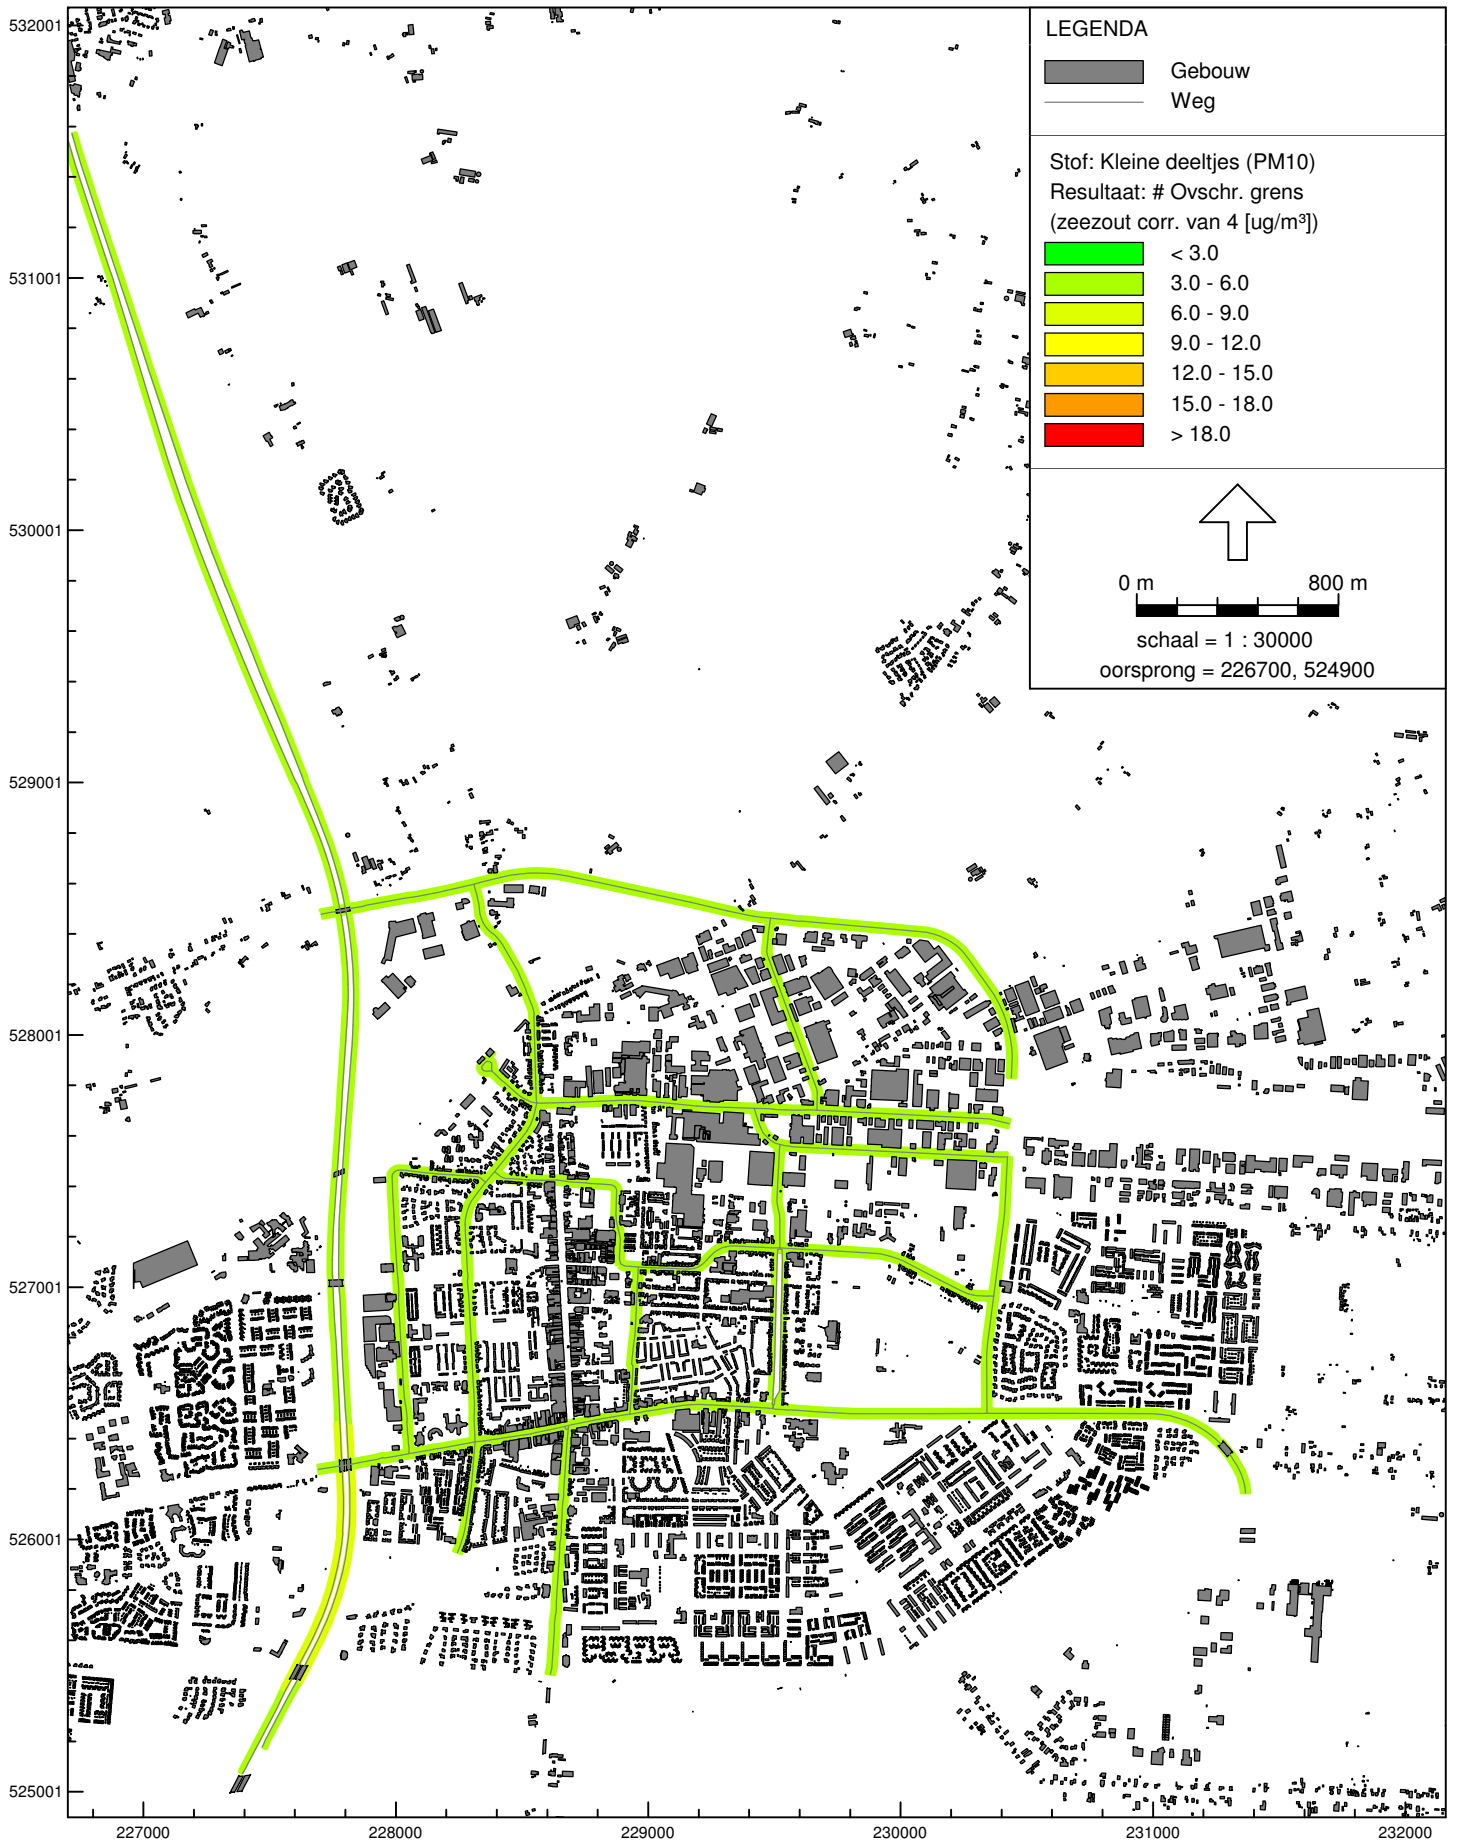 LEGENDA
Gebouw
Weg
Stof: Kleine deeltjes (PM10)
Resultaat: # Ovschr. grens
(zeezout corr. van 4 [ug/m³])
< 3.0
3.0 - 6.0
6.0 - 9.0
9.0 - 12.0
12.0 - 15.0
15.0 - 18.0
> 18.0
0 m 800 m
schaal = 1 : 30000
oorsprong = 226700, 524900
532001
531001
530001
529001
528001
527001
526001
525001
227000 228000 229000 230000 231000 232000